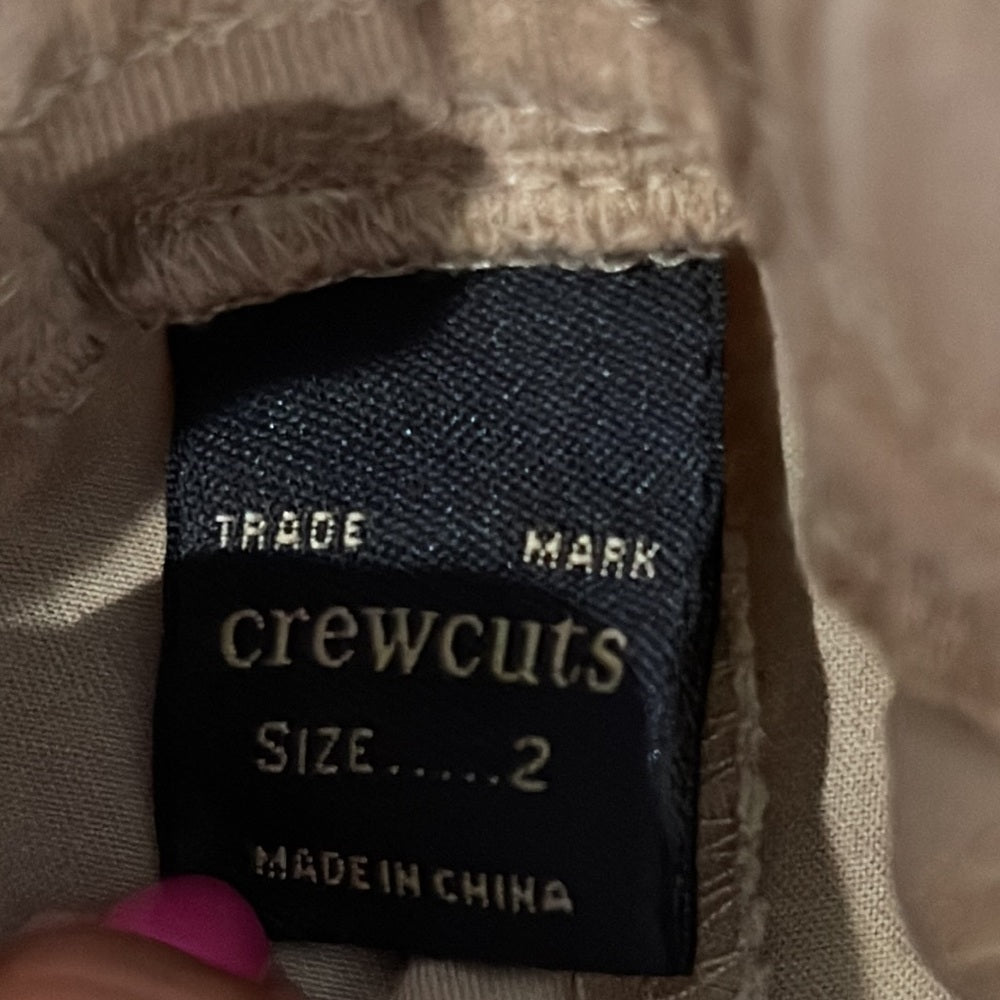 TRADE MARK
crewcuts
SIZE.....2
MADE IN CHINA